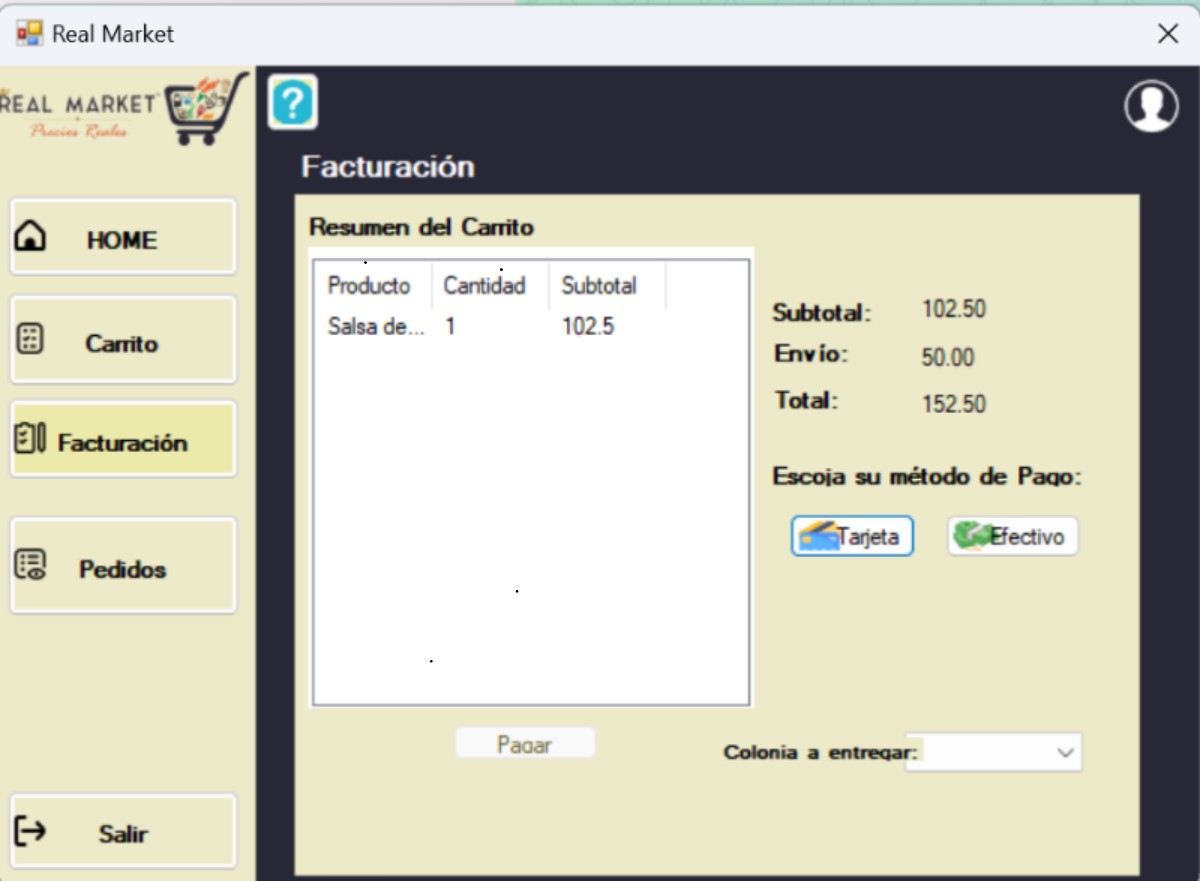 Real Market
REAL MARKET
Precios Reales
?
Facturación
HOME
Carrito
Facturación
Pedidos
Salir
Resumen del Carrito
Producto Cantidad Subtotal
Salsa de... 1 102.5
Subtotal: 102.50
Envío: 50.00
Total: 152.50
Escoja su método de Pago:
Tarjeta Efectivo
Pagar
Colonia a entregar: